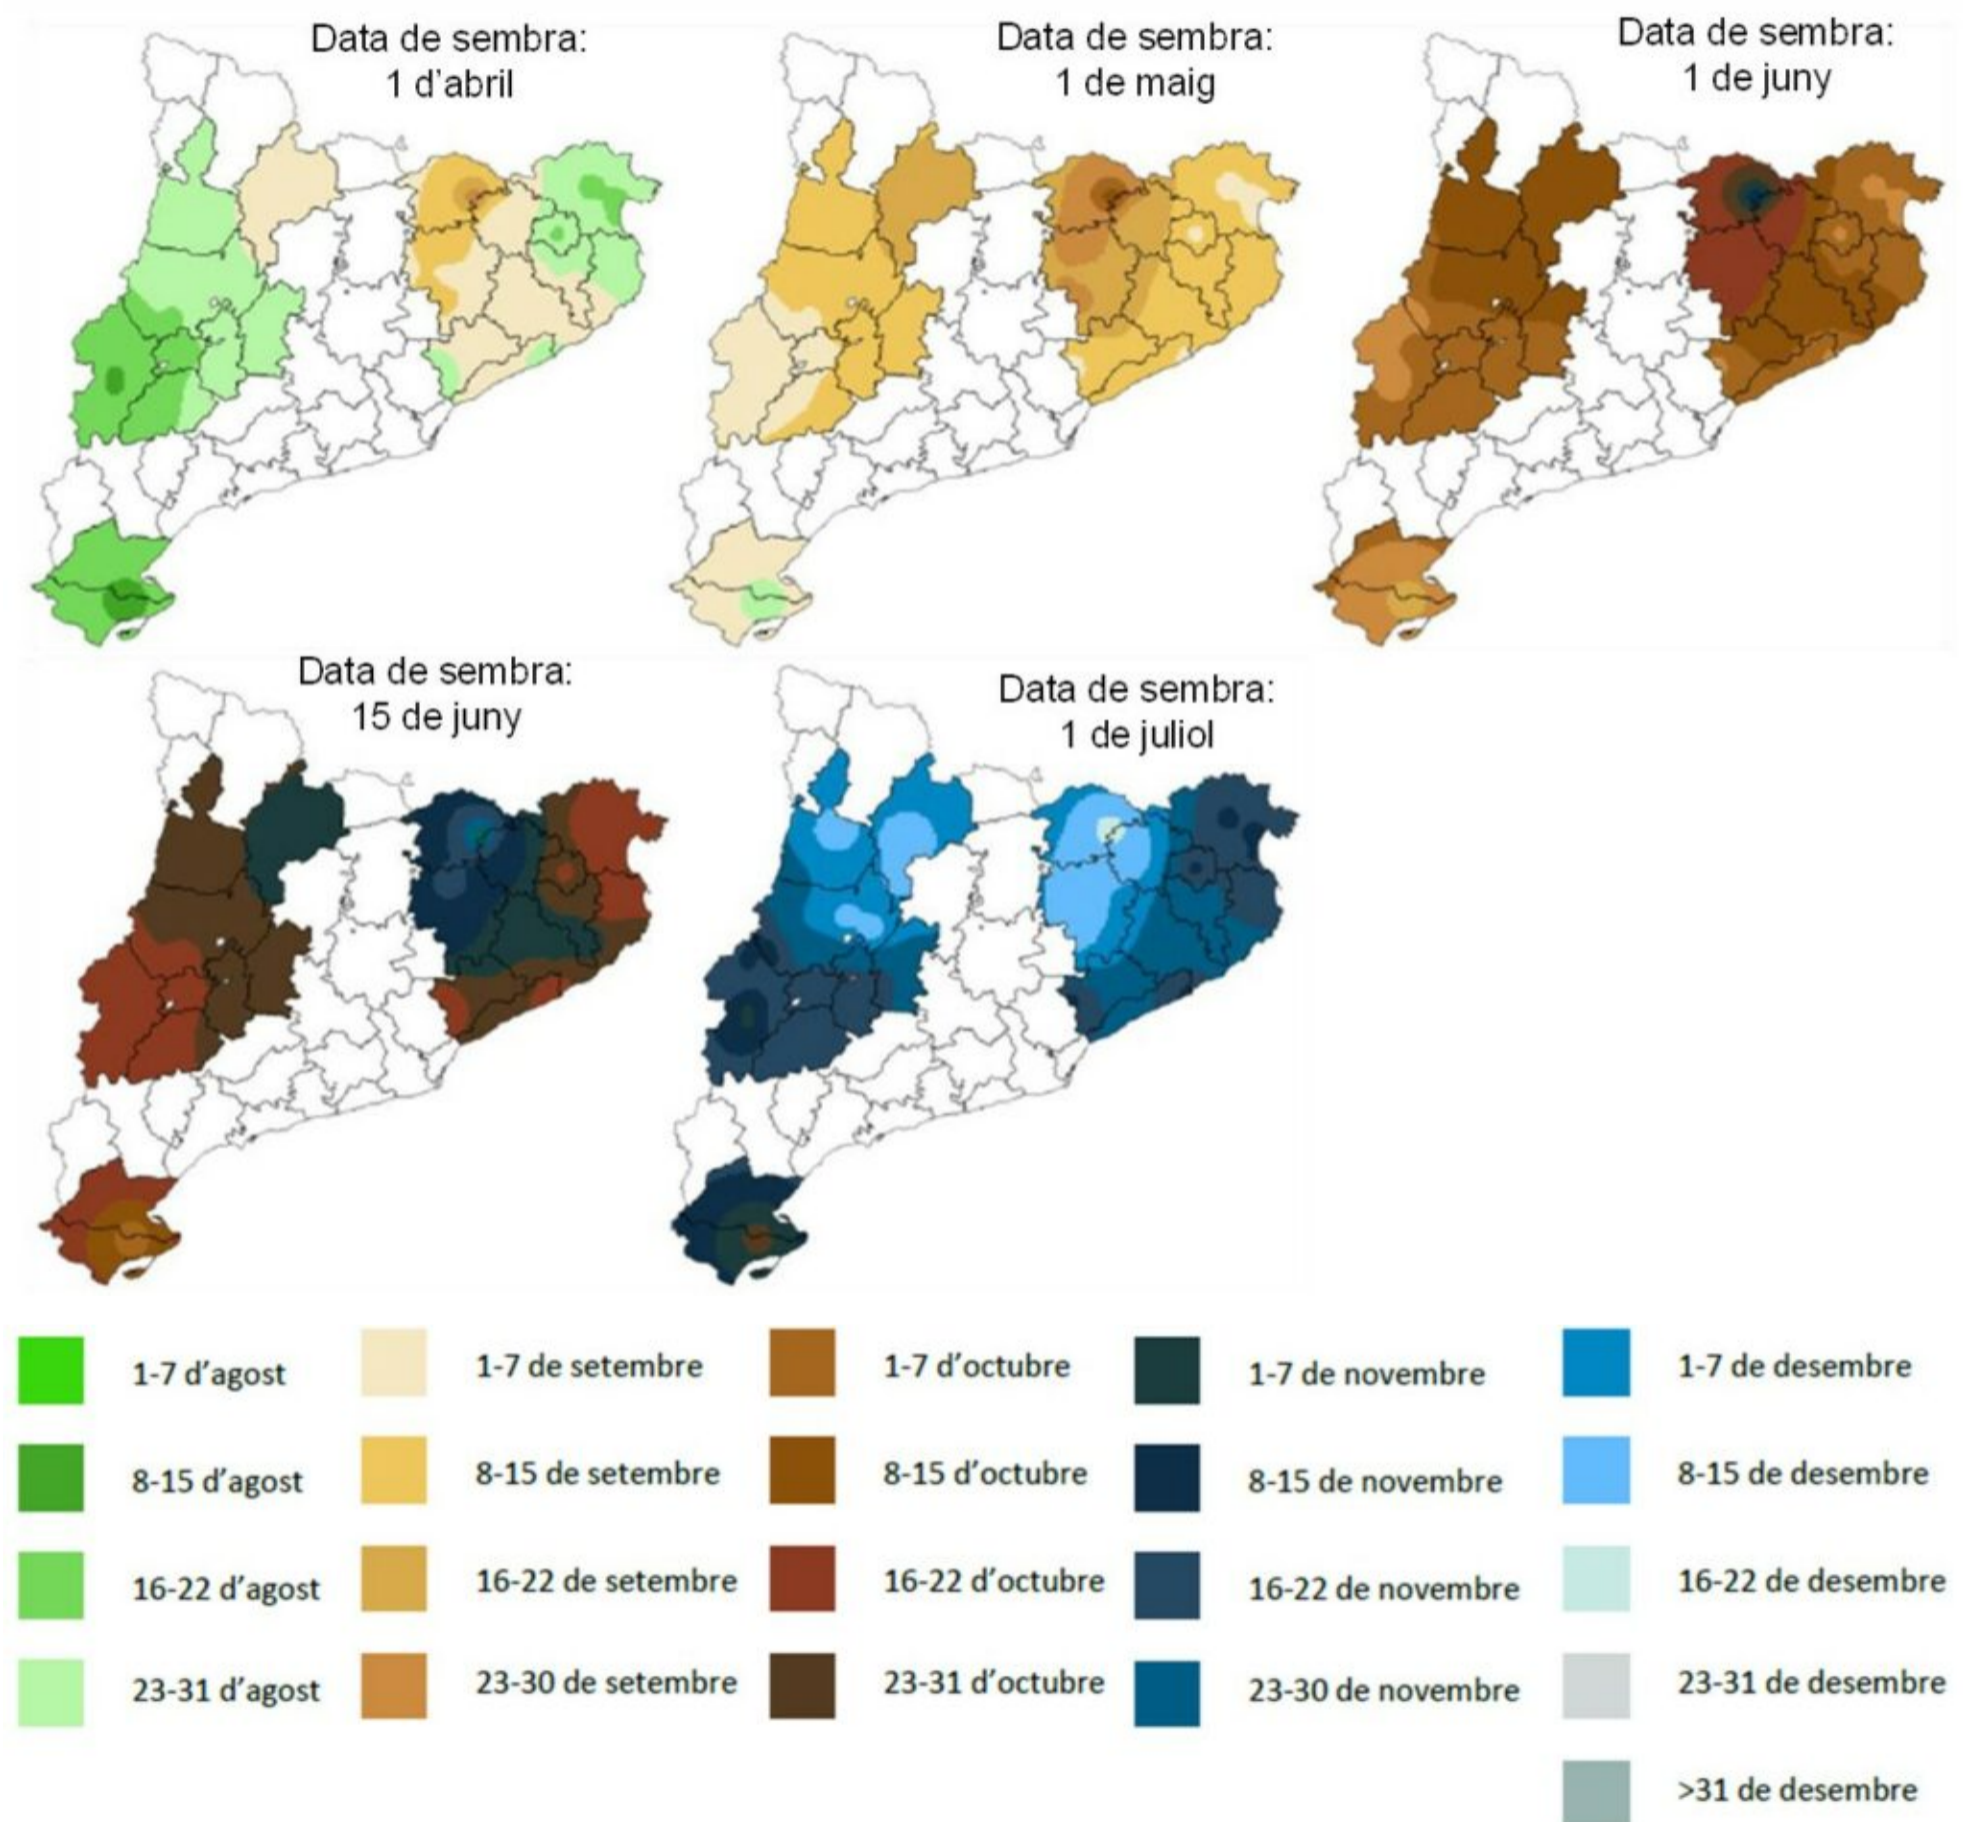 Data de sembra:
1 d'abril
Data de sembra:
1 de maig
Data de sembra:
1 de juny
Data de sembra:
15 de juny
Data de sembra:
1 de juliol
1-7 d'agost
8-15 d'agost
16-22 d'agost
23-31 d'agost
1-7 de setembre
8-15 de setembre
16-22 de setembre
23-30 de setembre
1-7 d'octubre
8-15 d'octubre
16-22 d'octubre
23-31 d'octubre
1-7 de novembre
8-15 de novembre
16-22 de novembre
23-30 de novembre
1-7 de desembre
8-15 de desembre
16-22 de desembre
23-31 de desembre
>31 de desembre